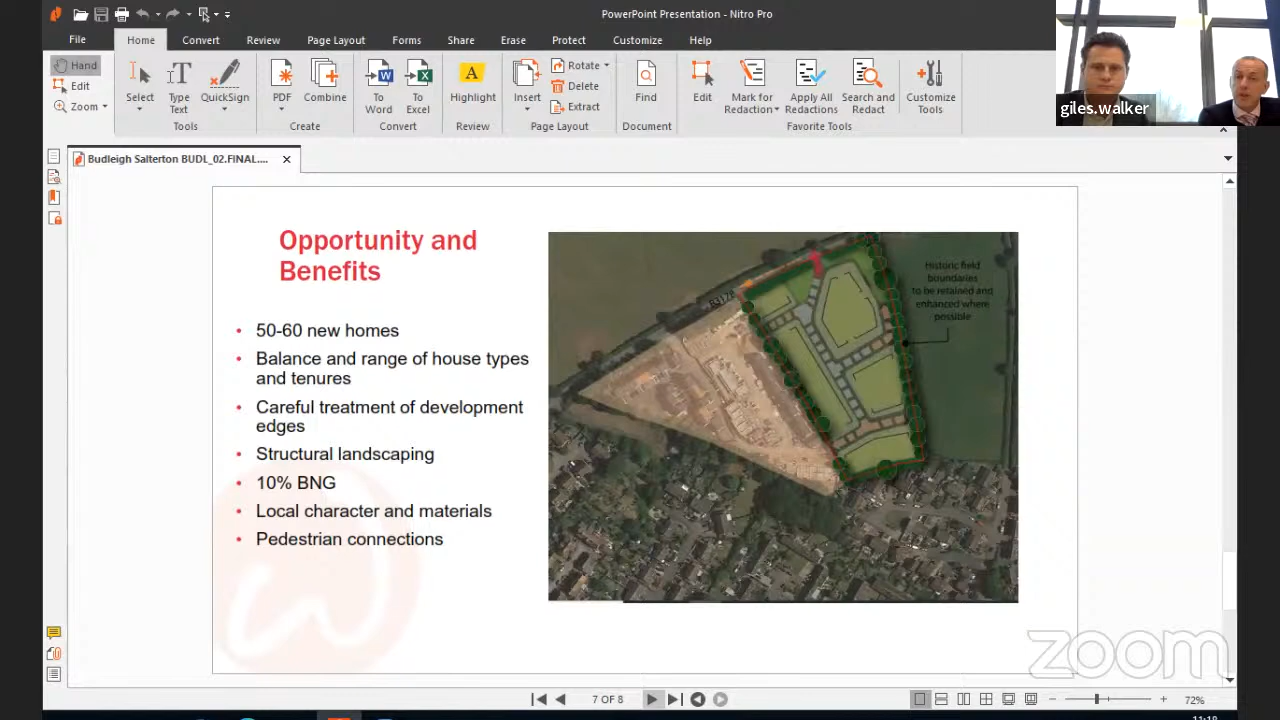 PowerPoint Presentation - Nitro Pro
File Home Convert Review Page Layout Forms Share Erase Protect Customize Help
Hand
Edit
Zoom
Select
Type Text
QuickSign
Tools
PDF
Combine
Create
To Word
To Excel
Convert
Highlight
Review
Insert
Rotate
Delete
Extract
Page Layout
Find
Document
Edit
Mark for Redaction
Apply All Redactions
Search and Redact
Customize Tools
Favorite Tools
giles.walker
Budleigh Salterton BUDL_02.FINAL....
Opportunity and
Benefits
• 50-60 new homes
• Balance and range of house types
and tenures
• Careful treatment of development
edges
• Structural landscaping
• 10% BNG
• Local character and materials
• Pedestrian connections
Historic field
boundaries
to be retained and
enhanced where
possible
zoom
7 OF 8
72%